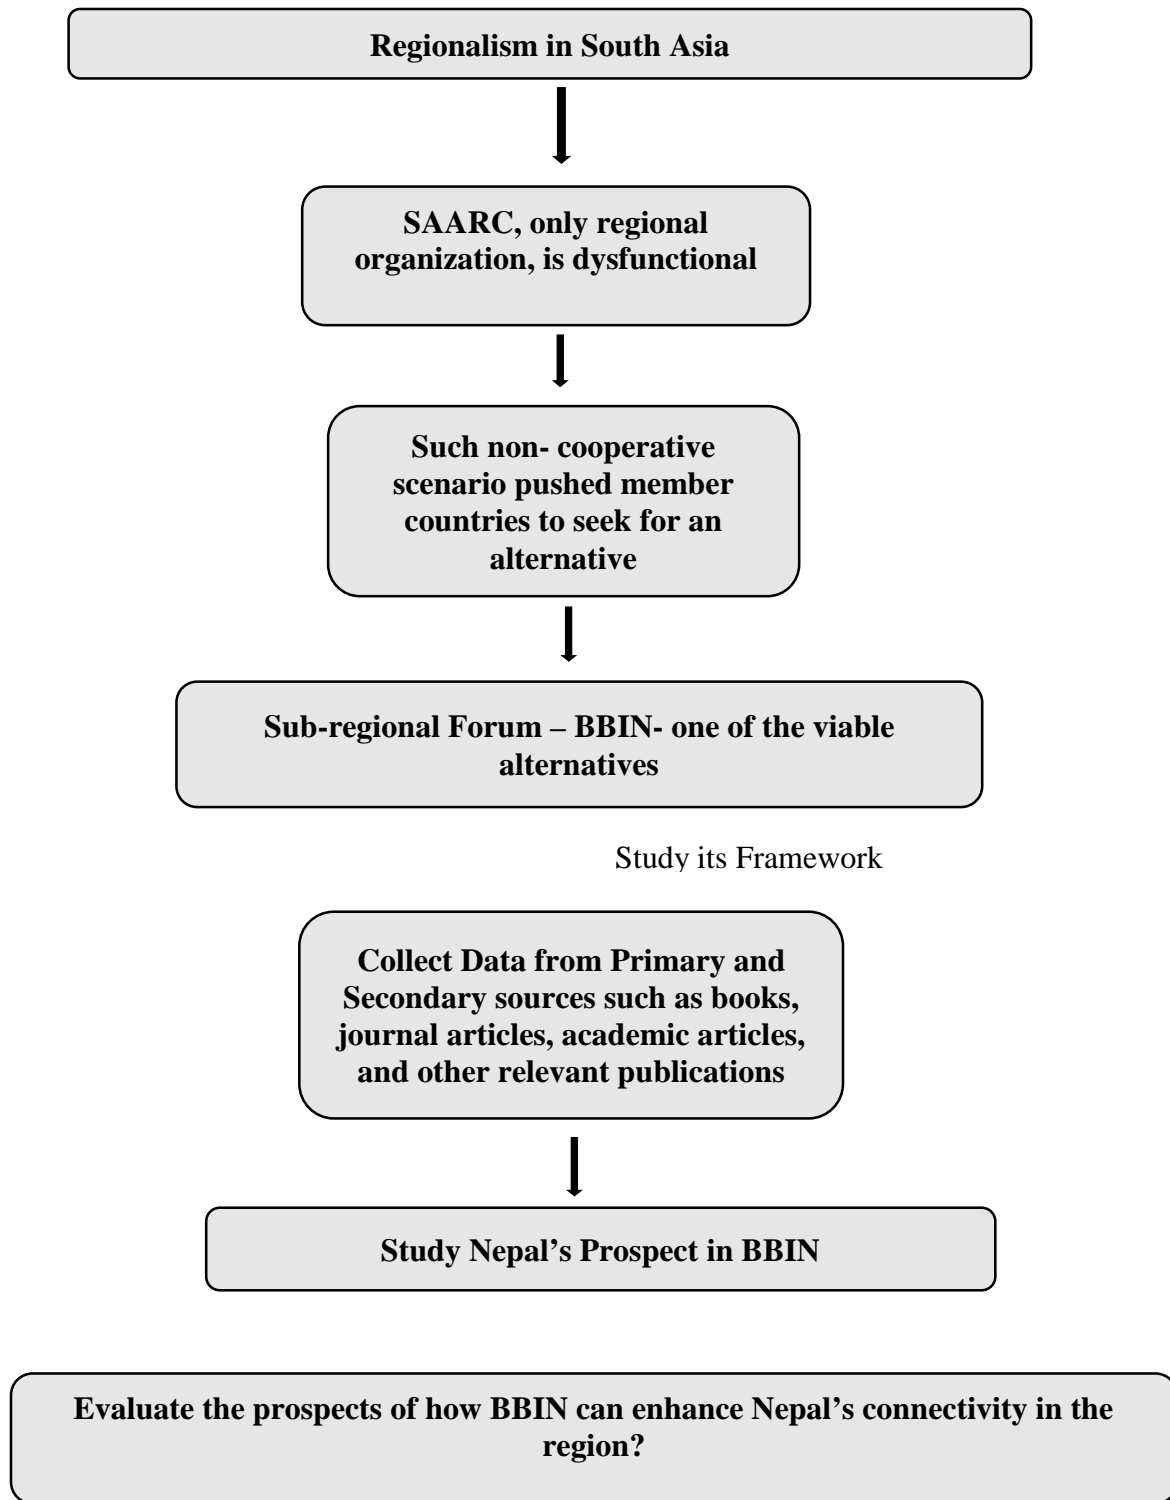 Regionalism in South Asia
SAARC, only regional
organization, is dysfunctional
Such non- cooperative
scenario pushed member
countries to seek for an
alternative
Sub-regional Forum – BBIN- one of the viable
alternatives
Study its Framework
Collect Data from Primary and
Secondary sources such as books,
journal articles, academic articles,
and other relevant publications
Study Nepal’s Prospect in BBIN
Evaluate the prospects of how BBIN can enhance Nepal’s connectivity in the
region?